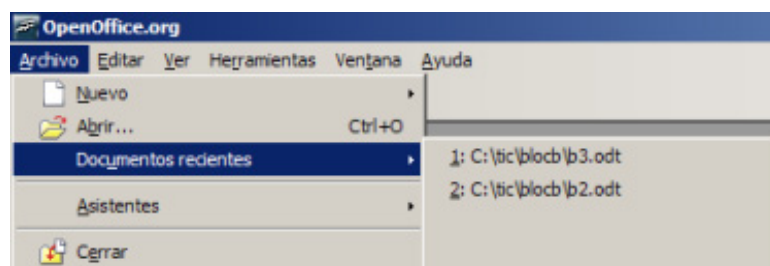 OpenOffice.org
Archivo Editar Ver Herramientas Ventana Ayuda
Nuevo
Abrir... Ctrl+O
Documentos recientes
1: C:\tic\blocb\b3.odt
2: C:\tic\blocb\b2.odt
Asistentes
Cerrar